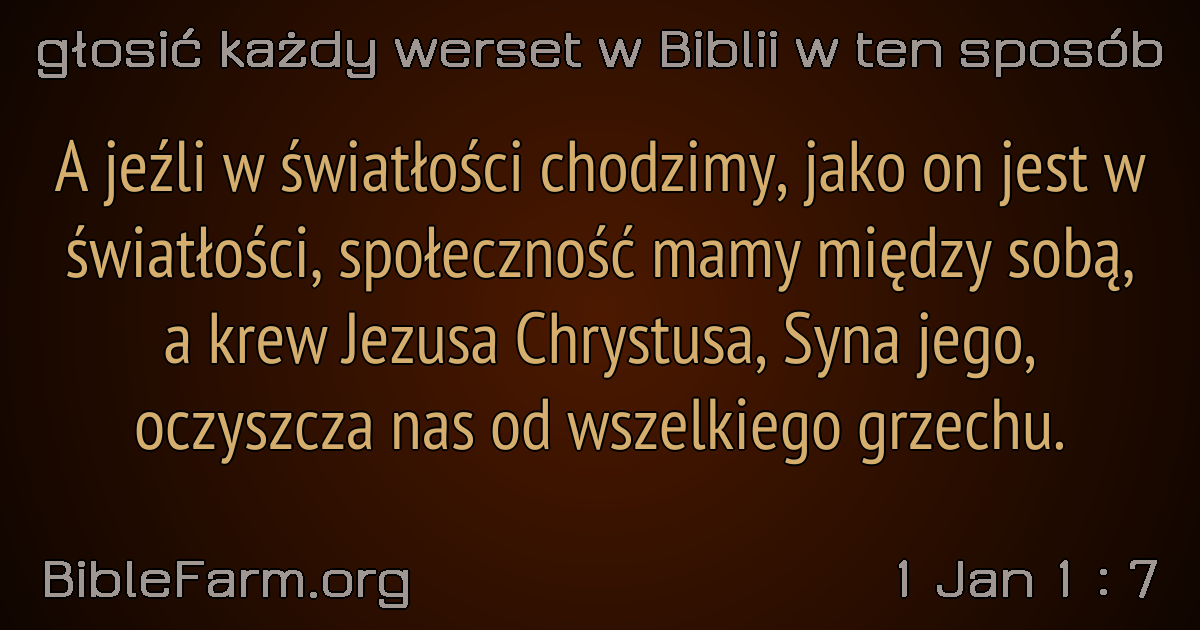 głosić każdy werset w Biblii w ten sposób
A jeźli w światłości chodzimy, jako on jest w
światłości, społeczność mamy między sobą,
a krew Jezusa Chrystusa, Syna jego,
oczyszcza nas od wszelkiego grzechu.
BibleFarm.org
1 Jan 1 : 7